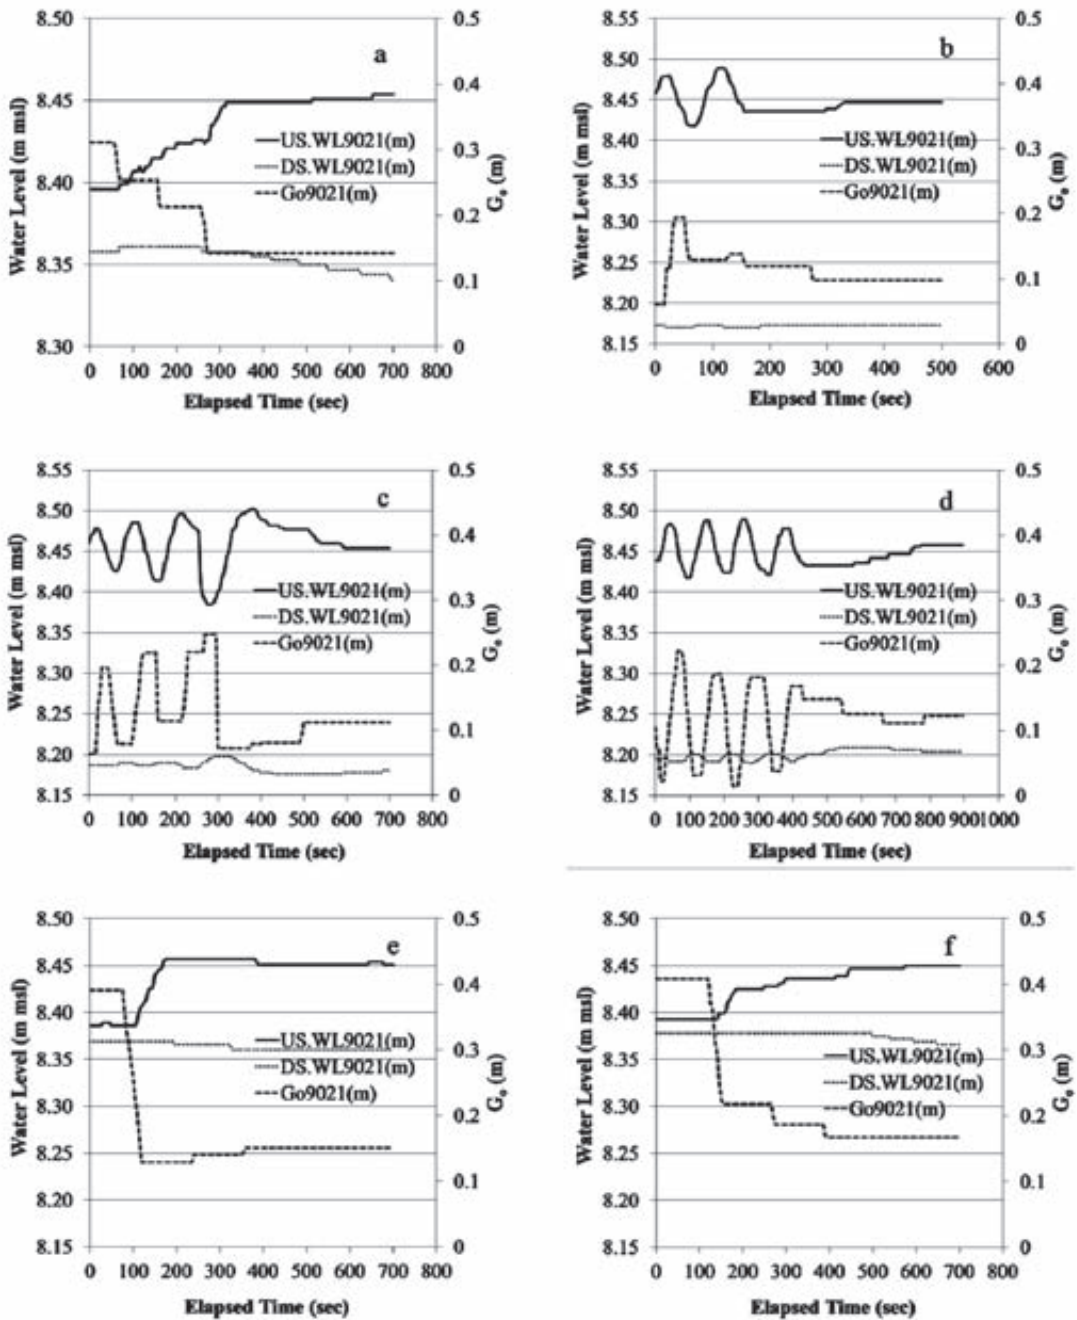 a
8.50
8.45
8.40
8.35
8.30
Water Level (m msl)
0.5
0.4
0.3
0.2
0.1
0
G₀ (m)
US.WL9021(m)
DS.WL9021(m)
Go9021(m)
0 100 200 300 400 500 600 700 800
Elapsed Time (sec)
b
8.55
8.50
8.45
8.40
8.35
8.30
8.25
8.20
8.15
Water Level (m msl)
0.5
0.4
0.3
0.2
0.1
0
G₀ (m)
US.WL9021(m)
DS.WL9021(m)
Go9021(m)
0 100 200 300 400 500 600
Elapsed Time (sec)
c
8.55
8.50
8.45
8.40
8.35
8.30
8.25
8.20
8.15
Water Level (m msl)
0.5
0.4
0.3
0.2
0.1
0
G₀ (m)
US.WL9021(m)
DS.WL9021(m)
Go9021(m)
0 100 200 300 400 500 600 700 800
Elapsed Time (sec)
d
8.55
8.50
8.45
8.40
8.35
8.30
8.25
8.20
8.15
Water Level (m msl)
0.5
0.4
0.3
0.2
0.1
0
G₀ (m)
US.WL9021(m)
DS.WL9021(m)
Go9021(m)
0 100 200 300 400 500 600 700 800 900 1000
Elapsed Time (sec)
e
8.50
8.45
8.40
8.35
8.30
8.25
8.20
8.15
Water Level (m msl)
0.5
0.4
0.3
0.2
0.1
0
G₀ (m)
US.WL9021(m)
DS.WL9021(m)
Go9021(m)
0 100 200 300 400 500 600 700 800
Elapsed Time (sec)
f
8.50
8.45
8.40
8.35
8.30
8.25
8.20
8.15
Water Level (m msl)
0.5
0.4
0.3
0.2
0.1
0
G₀ (m)
US.WL9021(m)
DS.WL9021(m)
Go9021(m)
0 100 200 300 400 500 600 700 800
Elapsed Time (sec)